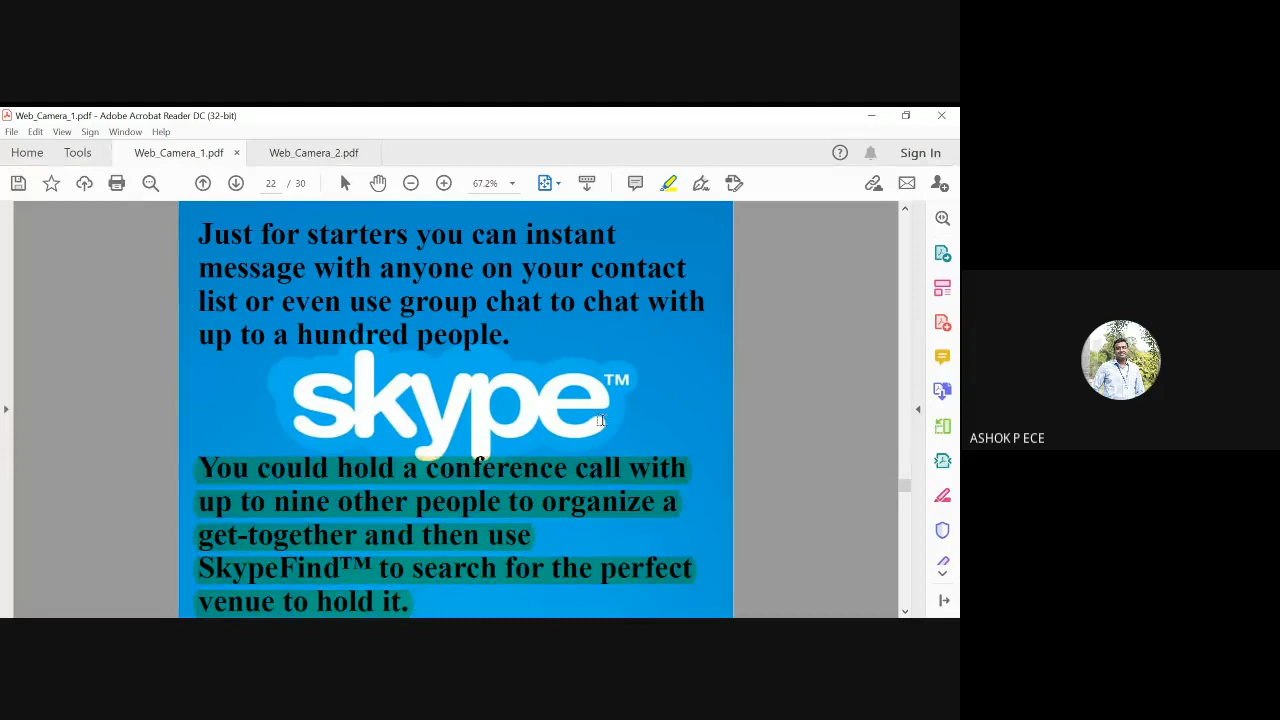 Web_Camera_1.pdf - Adobe Acrobat Reader DC (32-bit)
File Edit View Sign Window Help
Home Tools Web_Camera_1.pdf × Web_Camera_2.pdf Sign In
22 / 30 67.2%
Just for starters you can instant
message with anyone on your contact
list or even use group chat to chat with
up to a hundred people.
skype™
You could hold a conference call with
up to nine other people to organize a
get-together and then use
SkypeFind™ to search for the perfect
venue to hold it.
ASHOK P ECE